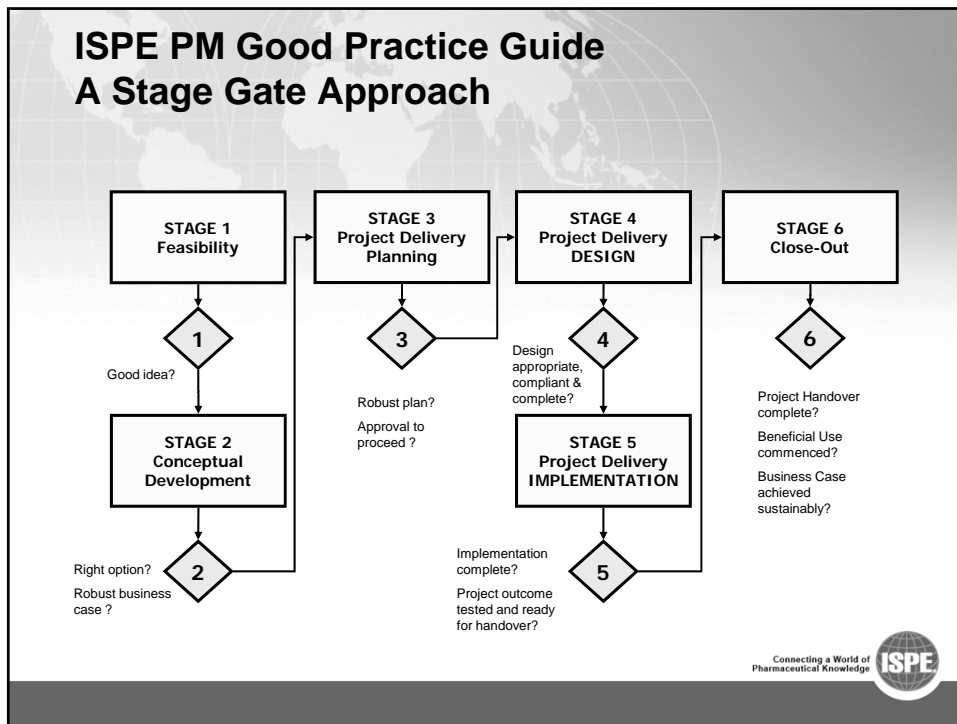 ISPE PM Good Practice Guide
A Stage Gate Approach
STAGE 1
Feasibility
1
Good idea?
STAGE 2
Conceptual
Development
2
Right option?
Robust business
case ?
STAGE 3
Project Delivery
Planning
3
Robust plan?
Approval to
proceed ?
STAGE 4
Project Delivery
DESIGN
4
Design
appropriate,
compliant &
complete?
STAGE 5
Project Delivery
IMPLEMENTATION
5
Implementation
complete?
Project outcome
tested and ready
for handover?
STAGE 6
Close-Out
6
Project Handover
complete?
Beneficial Use
commenced?
Business Case
achieved
sustainably?
Connecting a World of
Pharmaceutical Knowledge
ISPE